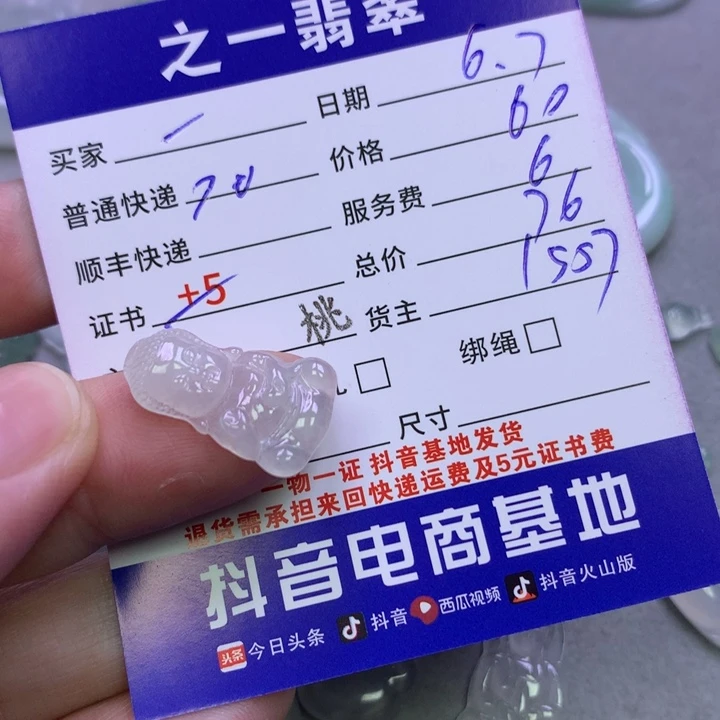 之一翡翠
买家 一 日期 6.7
普通快递 价格 60
顺丰快递 服务费 6
证书 +5 总价 76
桃 货主 1557
绑绳
尺寸
一物一证 抖音基地发货
退货需承担来回快递运费及5元证书费
抖音电商基地
头条 今日头条 抖音 西瓜视频 抖音火山版